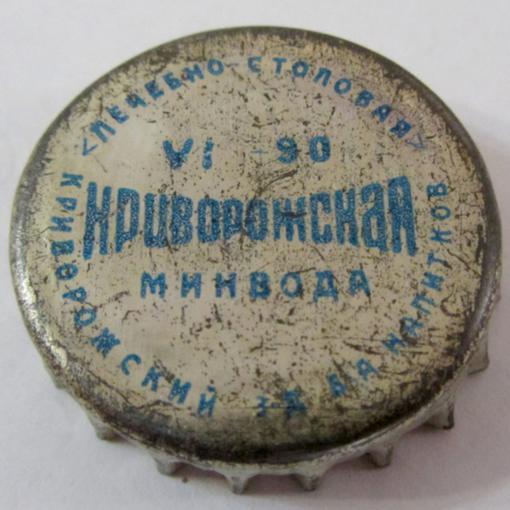 <ЛЕЧЕБНО-СТОЛОВАЯ>
VI 90
КРИВОРОЖСКАЯ
МИНВОДА
КРИВОРОЖСКИЙ З-Д Б/А НАПИТКОВ